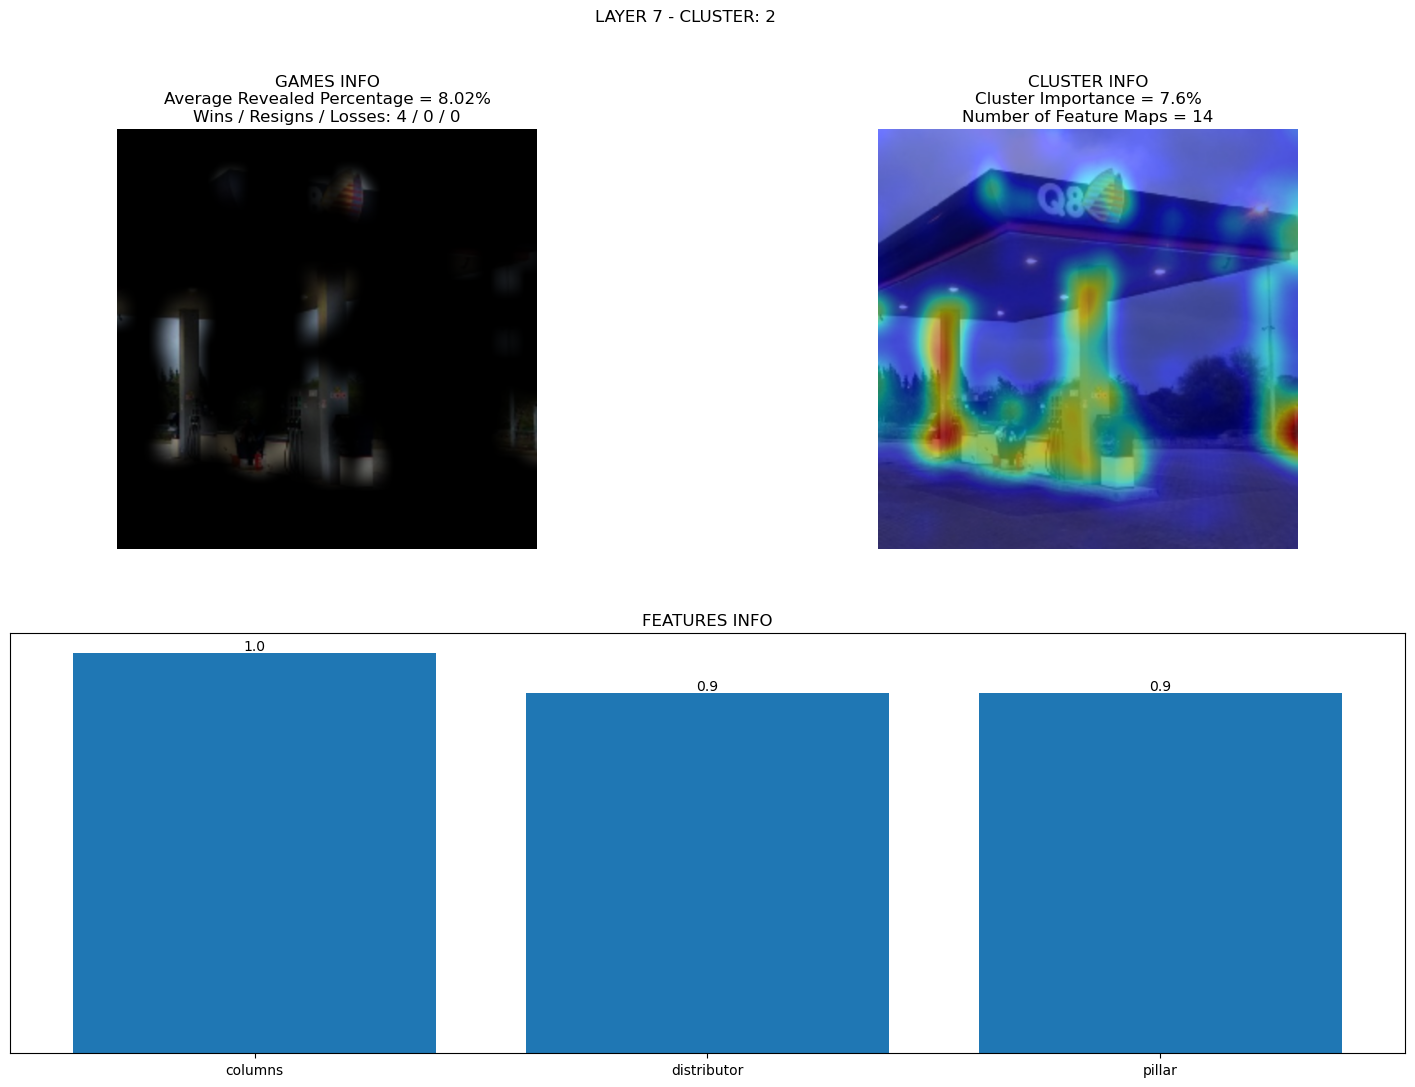 LAYER 7 - CLUSTER: 2
GAMES INFO
Average Revealed Percentage = 8.02%
Wins / Resigns / Losses: 4 / 0 / 0
CLUSTER INFO
Cluster Importance = 7.6%
Number of Feature Maps = 14
Q8
FEATURES INFO
1.0
0.9
0.9
columns
distributor
pillar